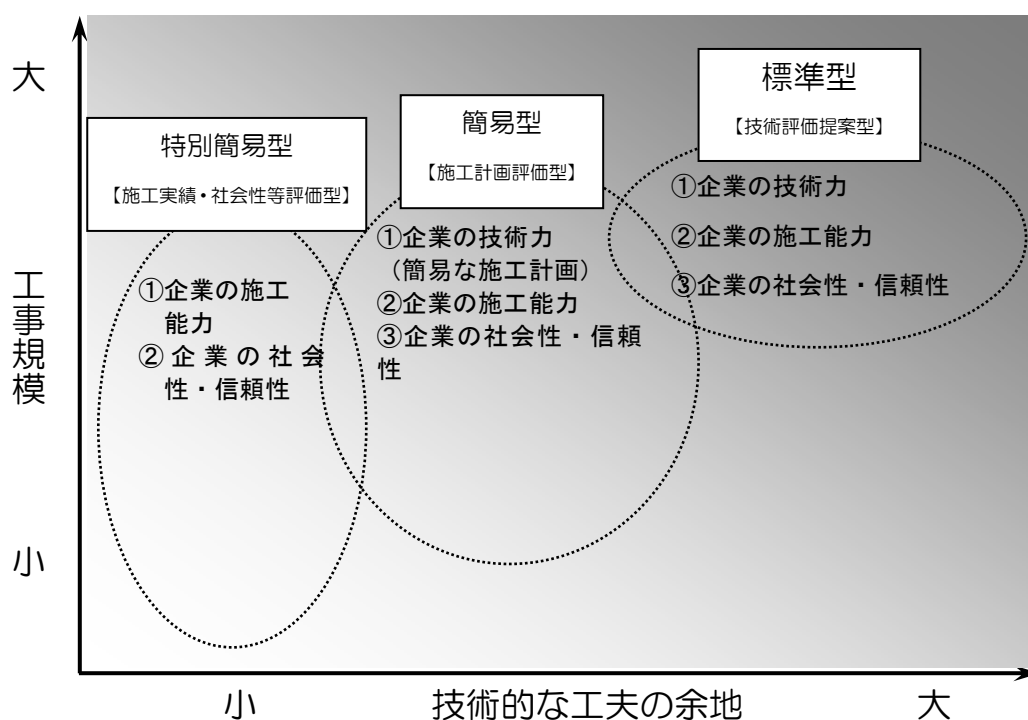 大
工事規模
小
特別簡易型
【施工実績・社会性等評価型】
①企業の施工
能力
②企業の社会
性・信頼性
簡易型
【施工計画評価型】
①企業の技術力
（簡易な施工計画）
②企業の施工能力
③企業の社会性・信頼
性
標準型
【技術評価提案型】
①企業の技術力
②企業の施工能力
③企業の社会性・信頼性
小
技術的な工夫の余地
大